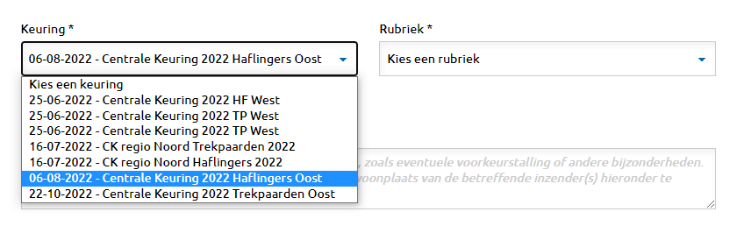 Keuring *
Rubriek *
06-08-2022 - Centrale Keuring 2022 Haflingers Oost
Kies een rubriek
Kies een keuring
25-06-2022 - Centrale Keuring 2022 HF West
25-06-2022 - Centrale Keuring 2022 TP West
25-06-2022 - Centrale Keuring 2022 TP West
16-07-2022 - CK regio Noord Trekpaarden 2022
16-07-2022 - CK regio Noord Haflingers 2022
, zoals eventuele voorkeurstalling of andere bijzonderheden.
06-08-2022 - Centrale Keuring 2022 Haflingers Oost
plaats van de betreffende inzender(s) hieronder te
22-10-2022 - Centrale Keuring 2022 Trekpaarden Oost